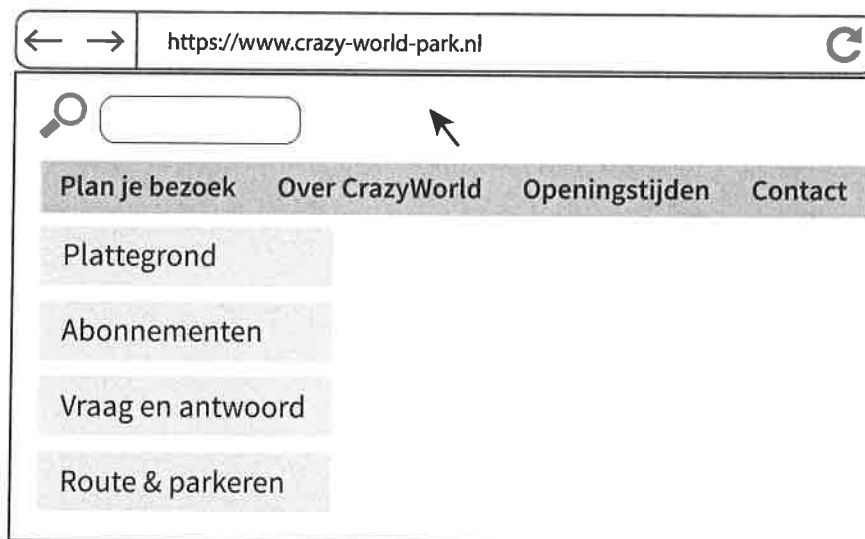 https://www.crazy-world-park.nl
Plan je bezoek Over CrazyWorld Openingstijden Contact
Plattegrond
Abonnementen
Vraag en antwoord
Route & parkeren